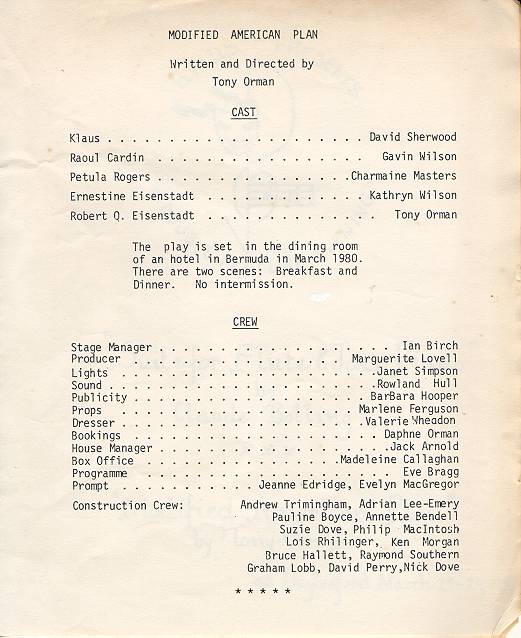 MODIFIED AMERICAN PLAN
Written and Directed by
Tony Orman
CAST
Klaus . . . . . . . . . . . . . . . . . . . . . . David Sherwood
Raoul Cardin . . . . . . . . . . . . . . . . . . Gavin Wilson
Petula Rogers . . . . . . . . . . . . . . . . .Charmaine Masters
Ernestine Eisenstadt . . . . . . . . . . . . . Kathryn Wilson
Robert Q. Eisenstadt . . . . . . . . . . . . . . Tony Orman
The play is set in the dining room
of an hotel in Bermuda in March 1980.
There are two scenes: Breakfast and
Dinner. No intermission.
CREW
Stage Manager . . . . . . . . . . . . . . . . . . . Ian Birch
Producer . . . . . . . . . . . . . . . . . Marguerite Lovell
Lights . . . . . . . . . . . . . . . . . . . . .Janet Simpson
Sound . . . . . . . . . . . . . . . . . . . . . .Rowland Hull
Publicity . . . . . . . . . . . . . . . . . . . BarBara Hooper
Props . . . . . . . . . . . . . . . . . . . Marlene Ferguson
Dresser . . . . . . . . . . . . . . . . . . . .Valerie Wheadon
Bookings . . . . . . . . . . . . . . . . . . . . Daphne Orman
House Manager . . . . . . . . . . . . . . . . . . .Jack Arnold
Box Office . . . . . . . . . . . . . . . .Madeleine Callaghan
Programme . . . . . . . . . . . . . . . . . . . . Eve Bragg
Prompt . . . . . . . . . . . Jeanne Edridge, Evelyn MacGregor
Construction Crew: Andrew Trimingham, Adrian Lee-Emery
Pauline Boyce, Annette Bendell
Suzie Dove, Philip MacIntosh
Lois Rhilinger, Ken Morgan
Bruce Hallett, Raymond Southern
Graham Lobb, David Perry,Nick Dove
* * * * *